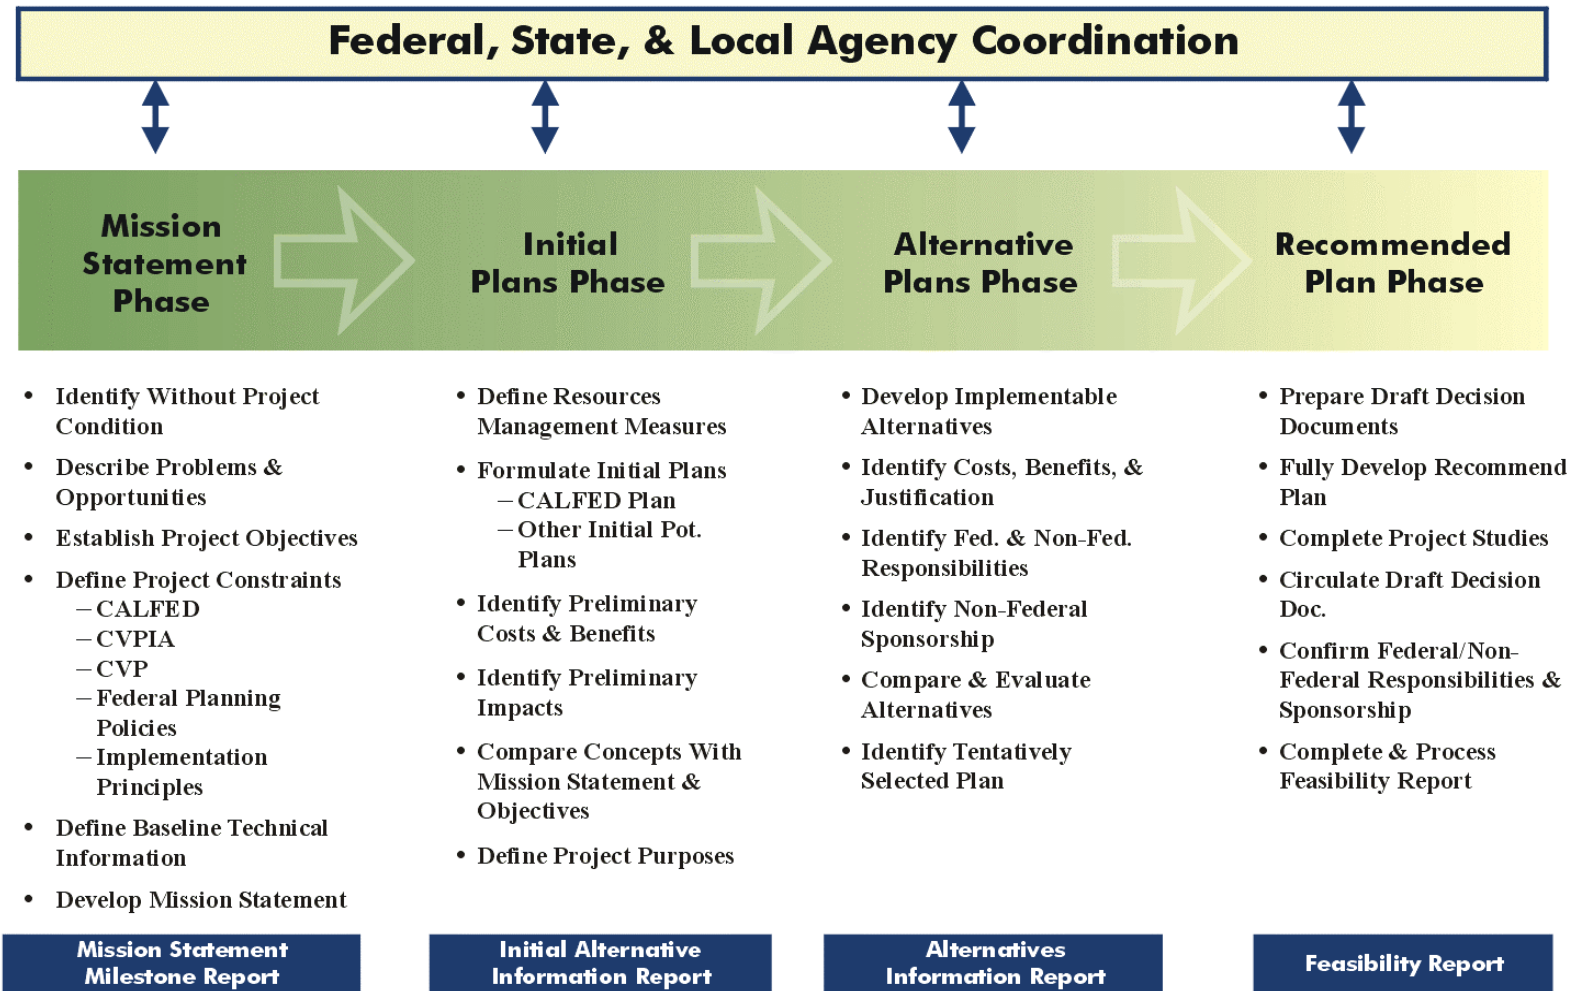 Federal, State, & Local Agency Coordination
Mission
Statement
Phase
Initial
Plans Phase
Alternative
Plans Phase
Recommended
Plan Phase
• Identify Without Project
Condition
• Describe Problems &
Opportunities
• Establish Project Objectives
• Define Project Constraints
– CALFED
– CVPIA
– CVP
– Federal Planning
Policies
– Implementation
Principles
• Define Baseline Technical
Information
• Develop Mission Statement
• Define Resources
Management Measures
• Formulate Initial Plans
– CALFED Plan
– Other Initial Pot.
Plans
• Identify Preliminary
Costs & Benefits
• Identify Preliminary
Impacts
• Compare Concepts With
Mission Statement &
Objectives
• Define Project Purposes
• Develop Implementable
Alternatives
• Identify Costs, Benefits, &
Justification
• Identify Fed. & Non-Fed.
Responsibilities
• Identify Non-Federal
Sponsorship
• Compare & Evaluate
Alternatives
• Identify Tentatively
Selected Plan
• Prepare Draft Decision
Documents
• Fully Develop Recommend
Plan
• Complete Project Studies
• Circulate Draft Decision
Doc.
• Confirm Federal/Non-
Federal Responsibilities &
Sponsorship
• Complete & Process
Feasibility Report
Mission Statement
Milestone Report
Initial Alternative
Information Report
Alternatives
Information Report
Feasibility Report